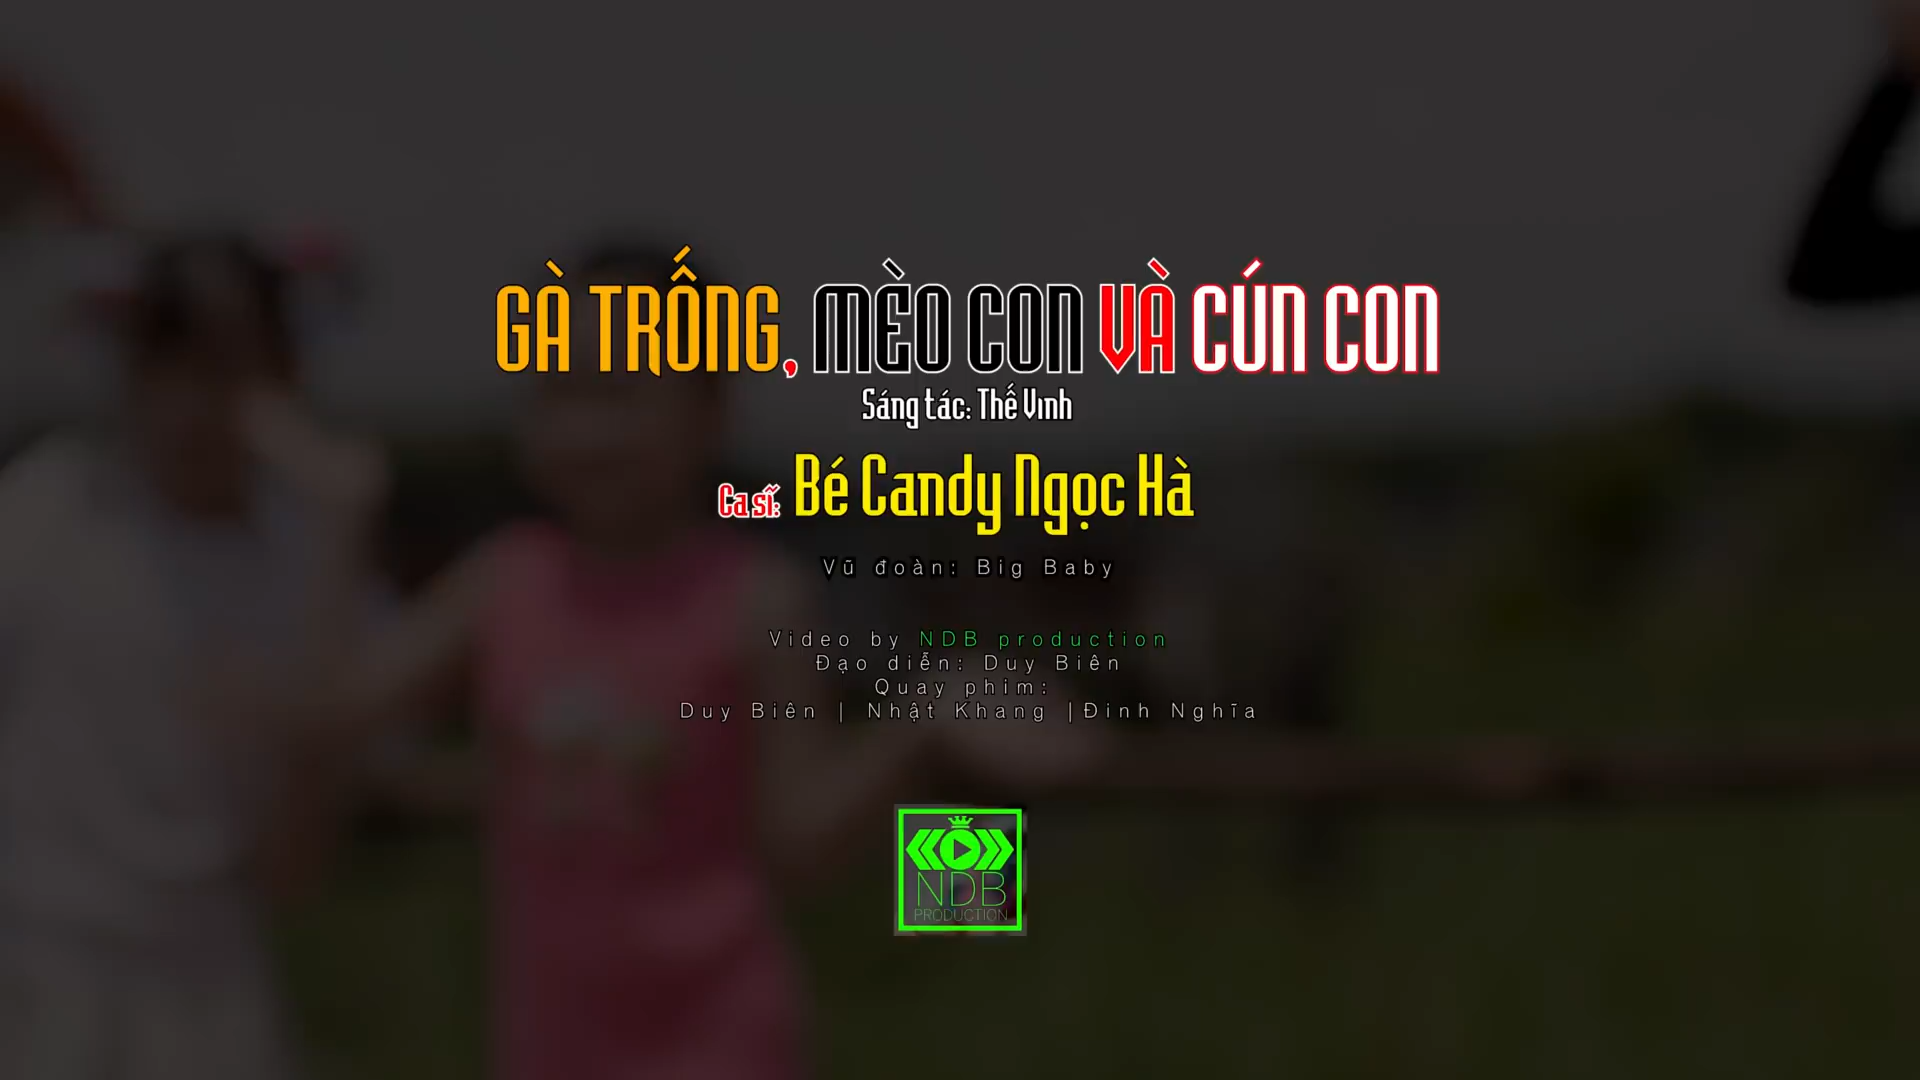 GÀ TRỐNG, MÈO CON VÀ CÚN CON
Sáng tác: Thế Vinh
Ca sĩ: Bé Candy Ngọc Hà
Vũ đoàn: Big Baby
Video by NDB production
Đạo diễn: Duy Biên
Quay phim:
Duy Biên | Nhật Khang |Đinh Nghĩa
NDB
PRODUCTION